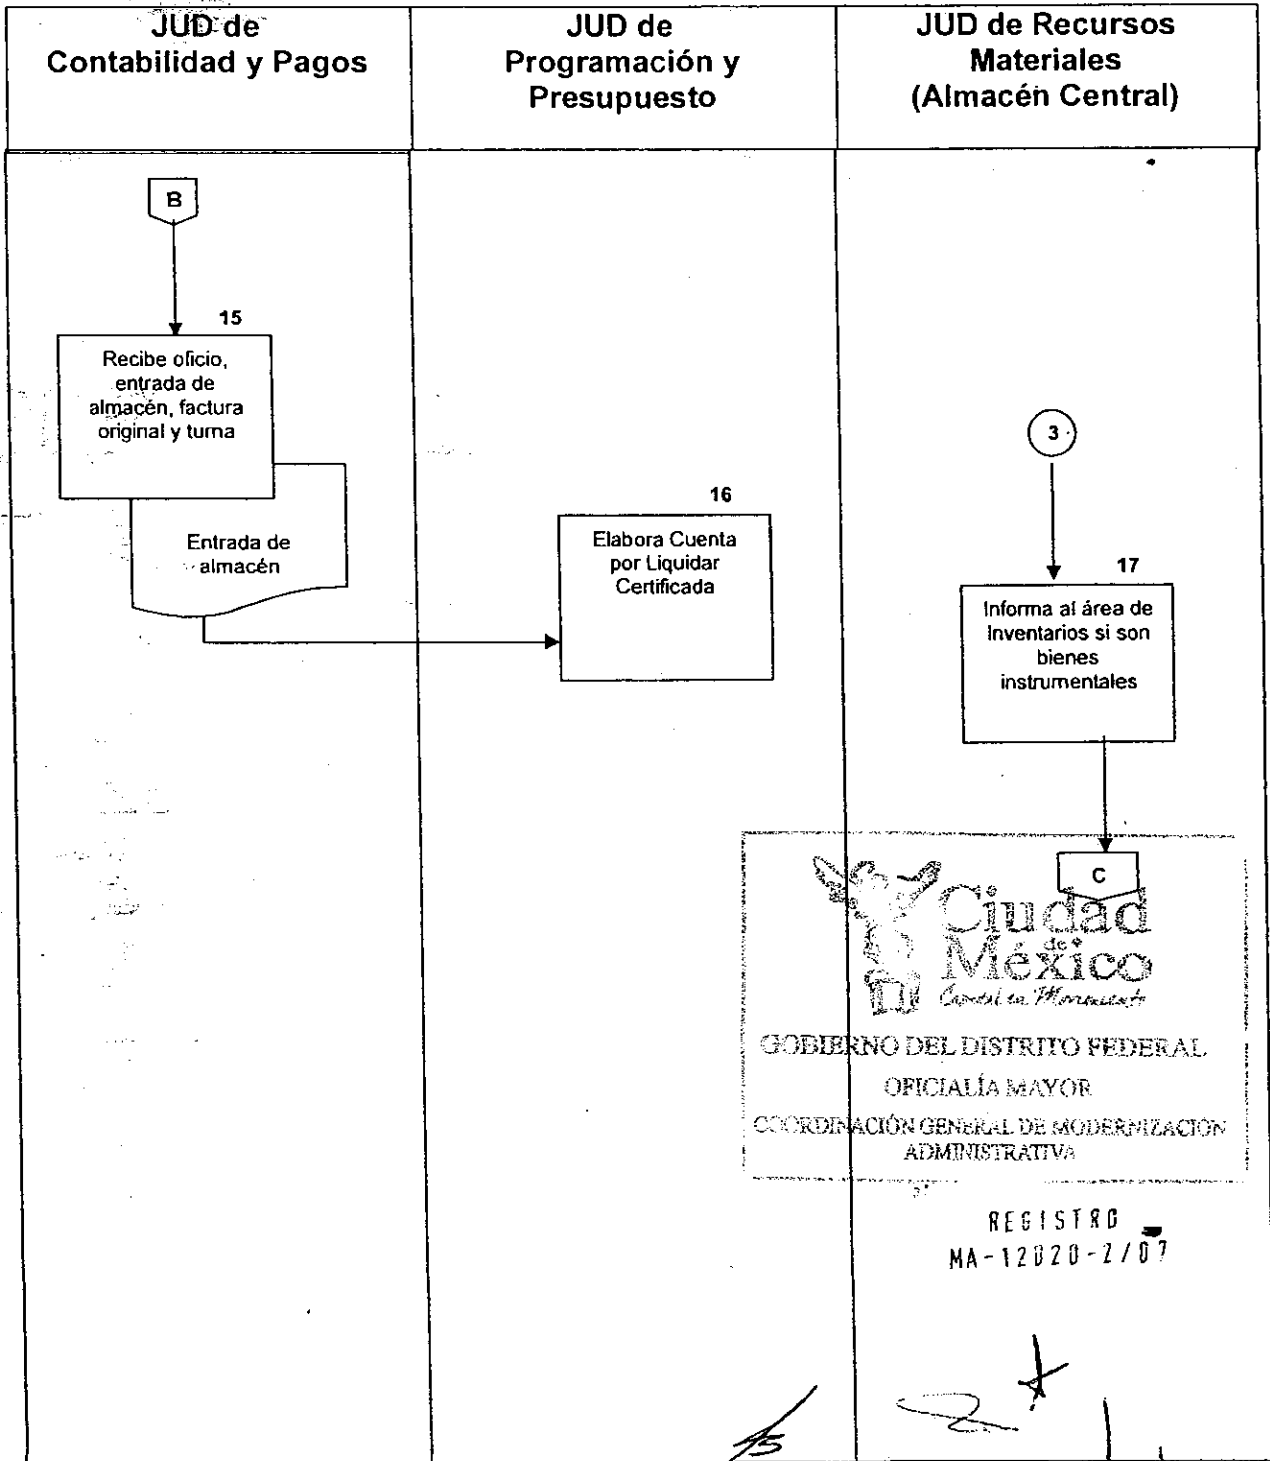 JUD de
Contabilidad y Pagos
JUD de
Programación y
Presupuesto
JUD de Recursos
Materiales
(Almacén Central)
B
15
Recibe oficio,
entrada de
almacén, factura
original y turna
Entrada de
almacén
16
Elabora Cuenta
por Liquidar
Certificada
3
17
Informa al área de
Inventarios si son
bienes
instrumentales
C
Ciudad
de
México
Capital en Movimiento
GOBIERNO DEL DISTRITO FEDERAL
OFICIALÍA MAYOR
COORDINACIÓN GENERAL DE MODERNIZACIÓN
ADMINISTRATIVA
REGISTRO
MA-12020-2/07